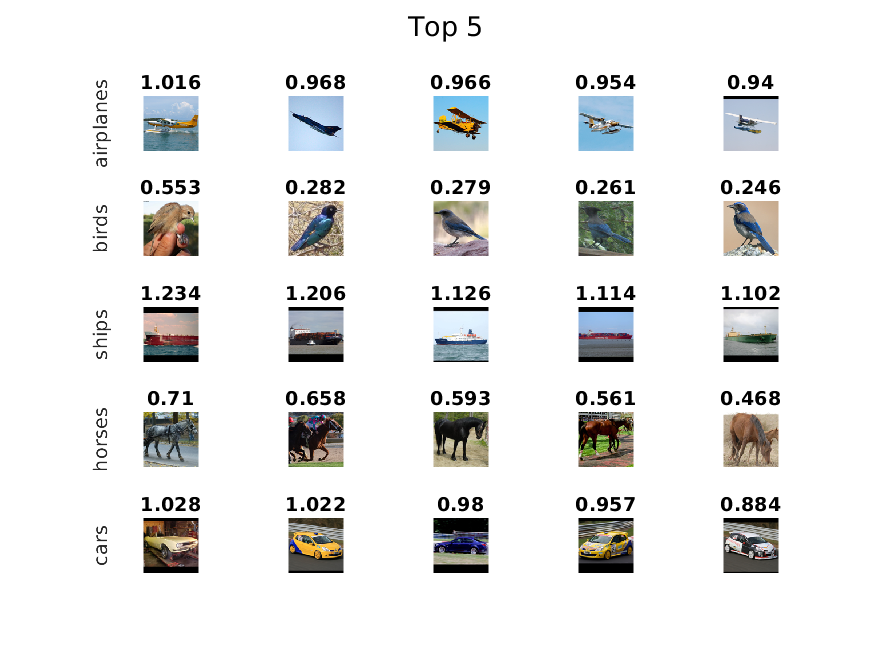 Top 5
airplanes
1.016 0.968 0.966 0.954 0.94
birds
0.553 0.282 0.279 0.261 0.246
ships
1.234 1.206 1.126 1.114 1.102
horses
0.71 0.658 0.593 0.561 0.468
cars
1.028 1.022 0.98 0.957 0.884